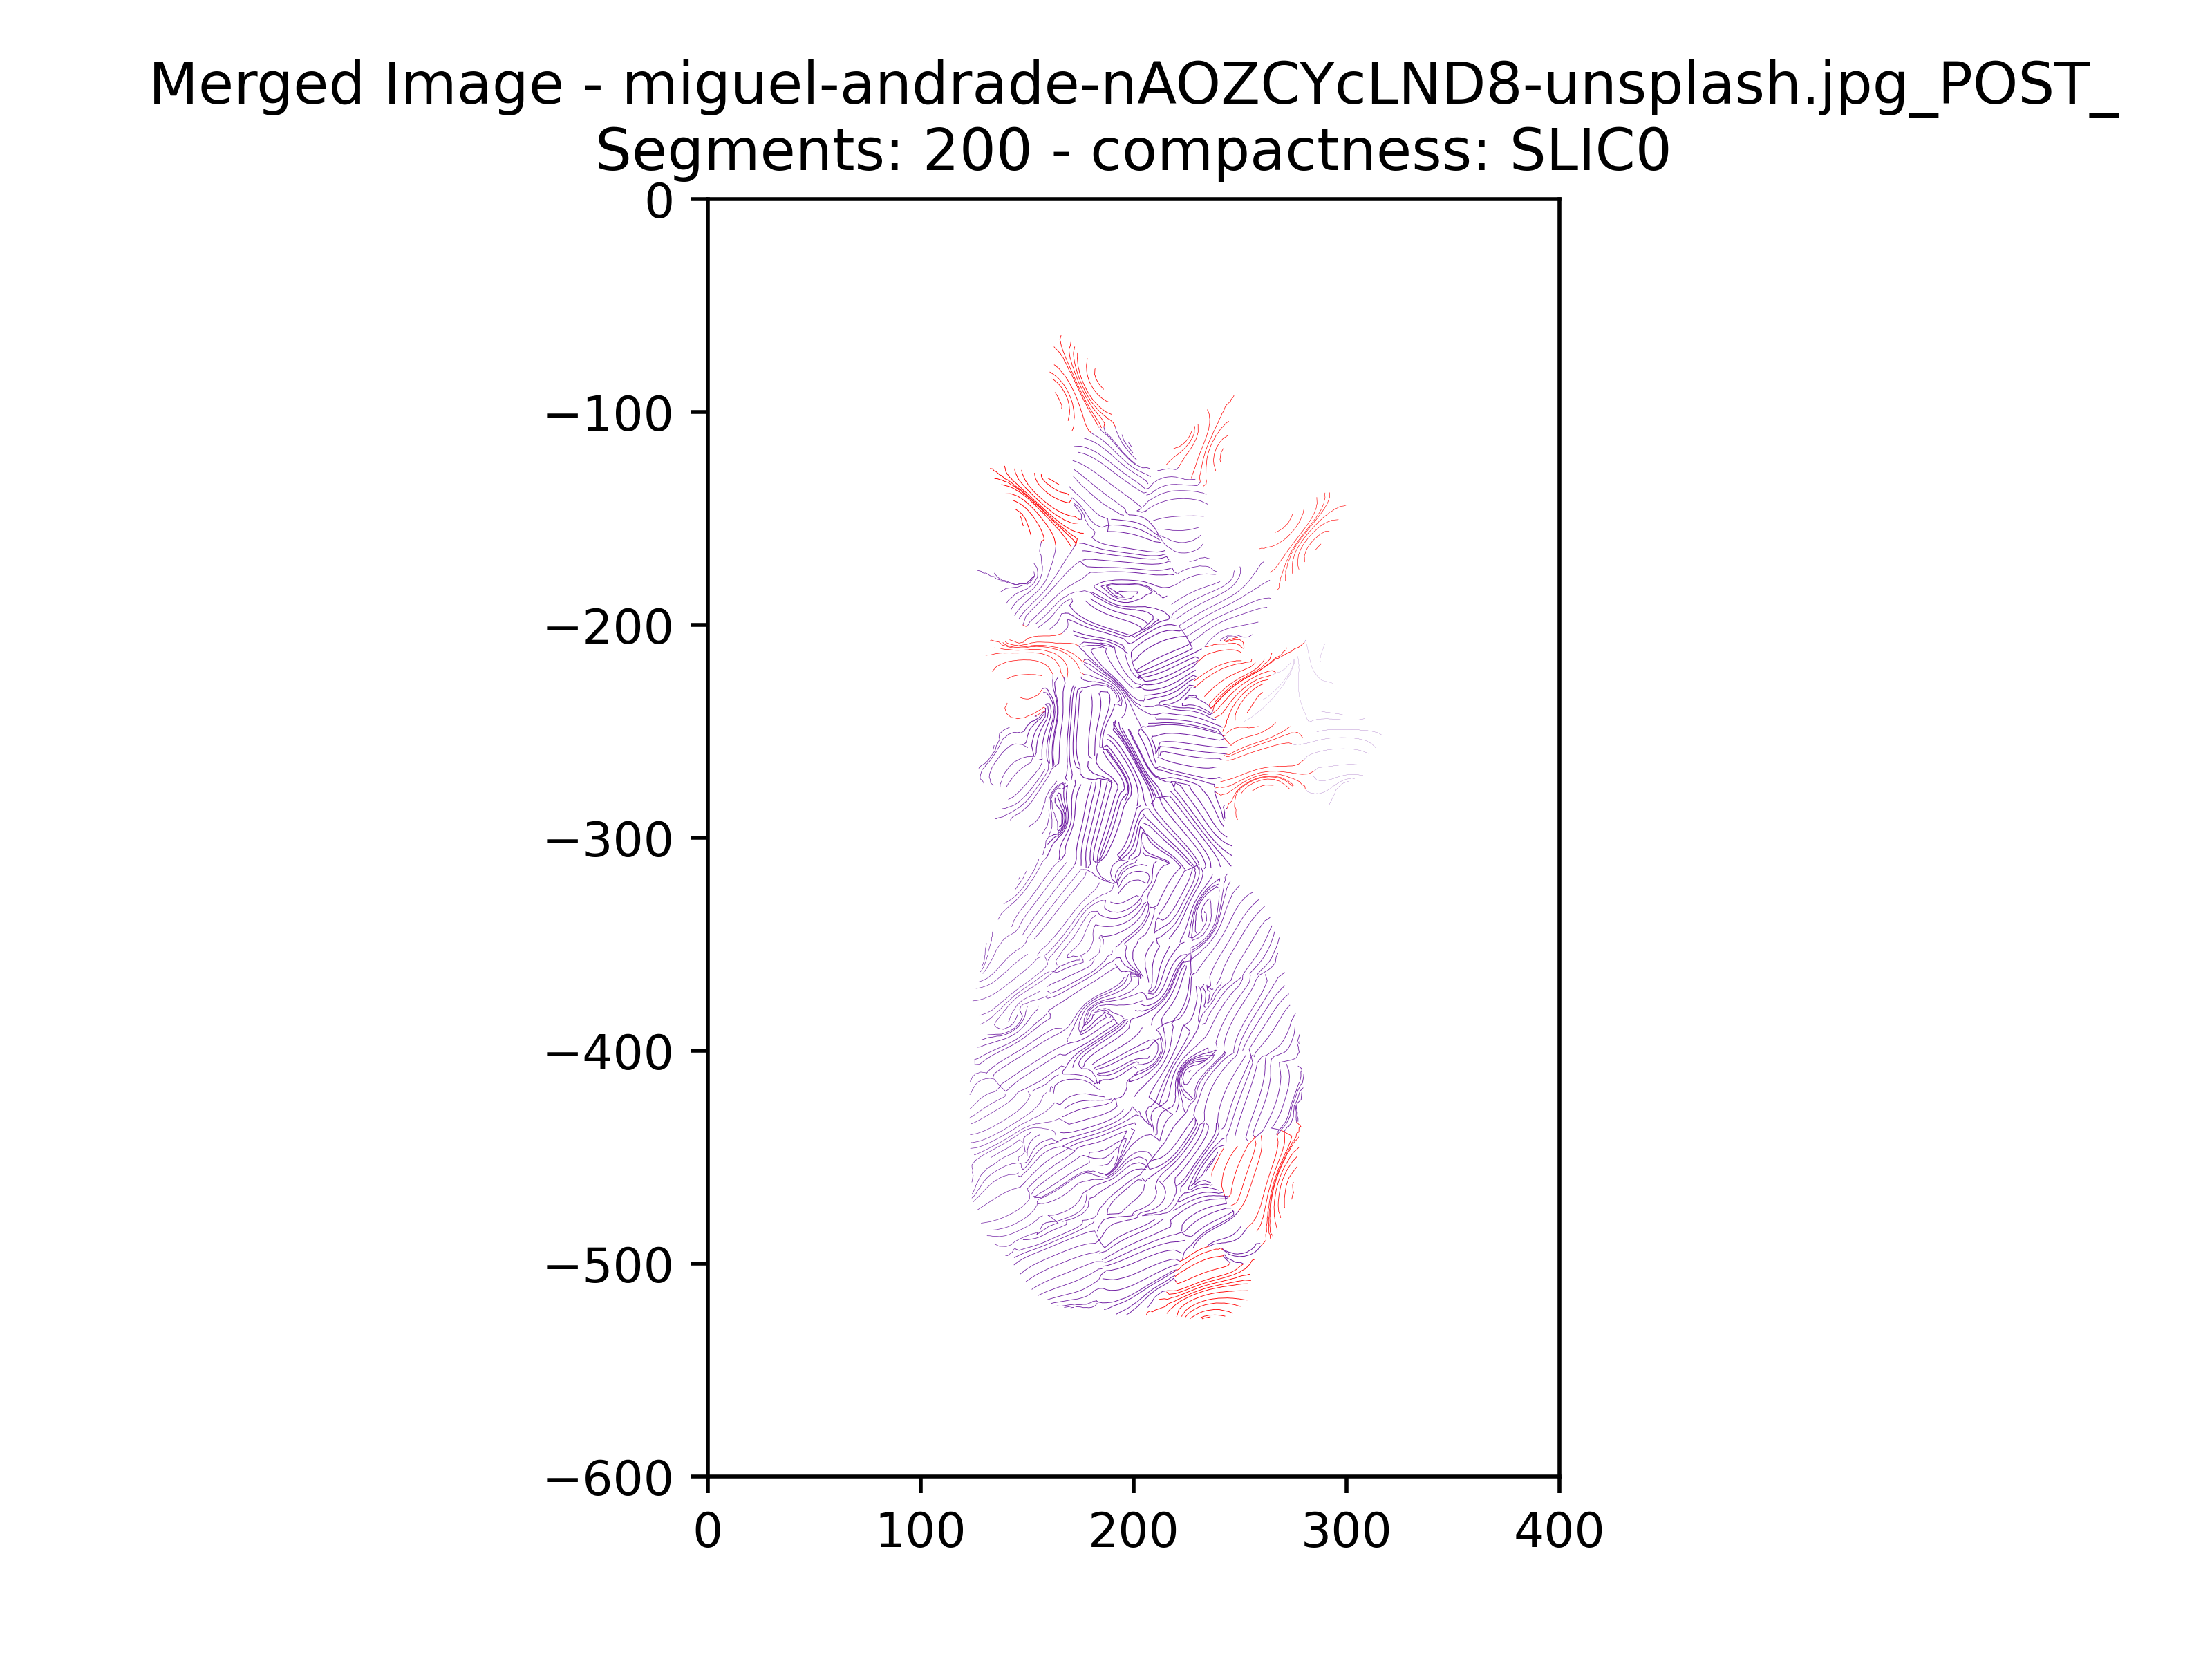 Merged Image - miguel-andrade-nAOZCYcLND8-unsplash.jpg_POST_
Segments: 200 - compactness: SLIC0
0
−100
−200
−300
−400
−500
−600
0 100 200 300 400